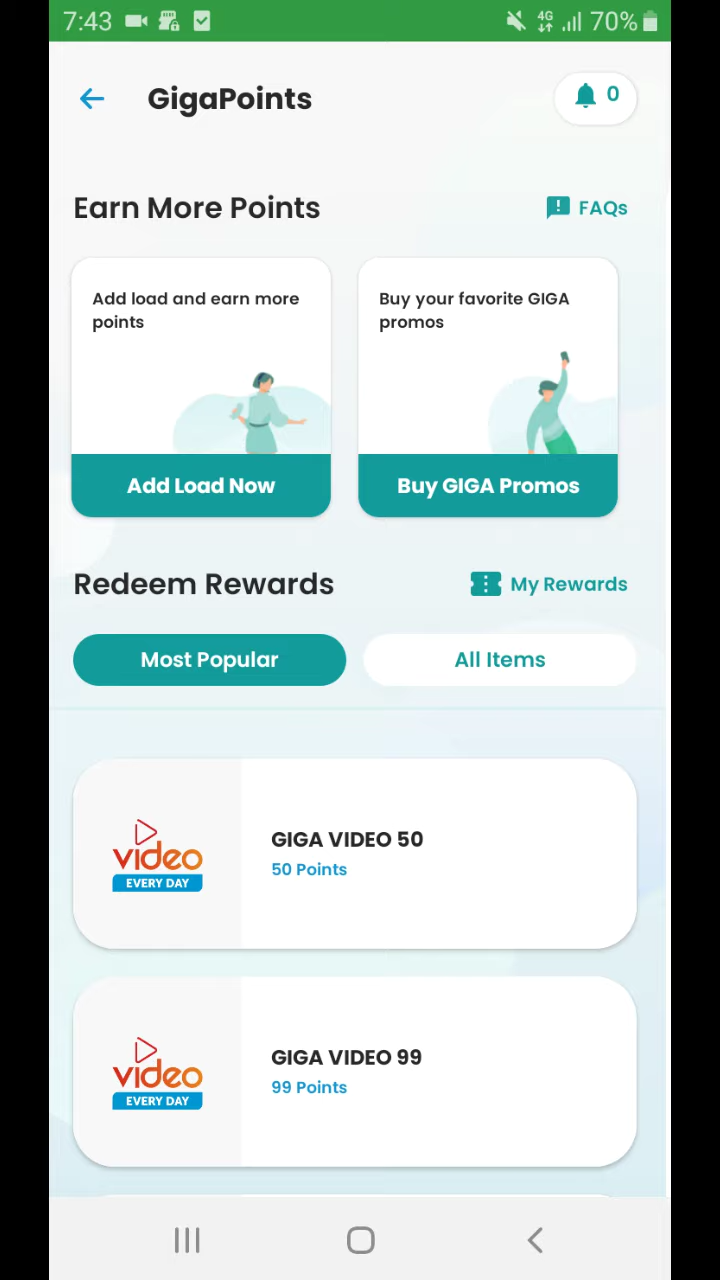 7:43 4G 70%
GigaPoints
0
Earn More Points
FAQs
Add load and earn more
points
Add Load Now
Buy your favorite GIGA
promos
Buy GIGA Promos
Redeem Rewards
My Rewards
Most Popular
All Items
video
EVERY DAY
GIGA VIDEO 50
50 Points
video
EVERY DAY
GIGA VIDEO 99
99 Points